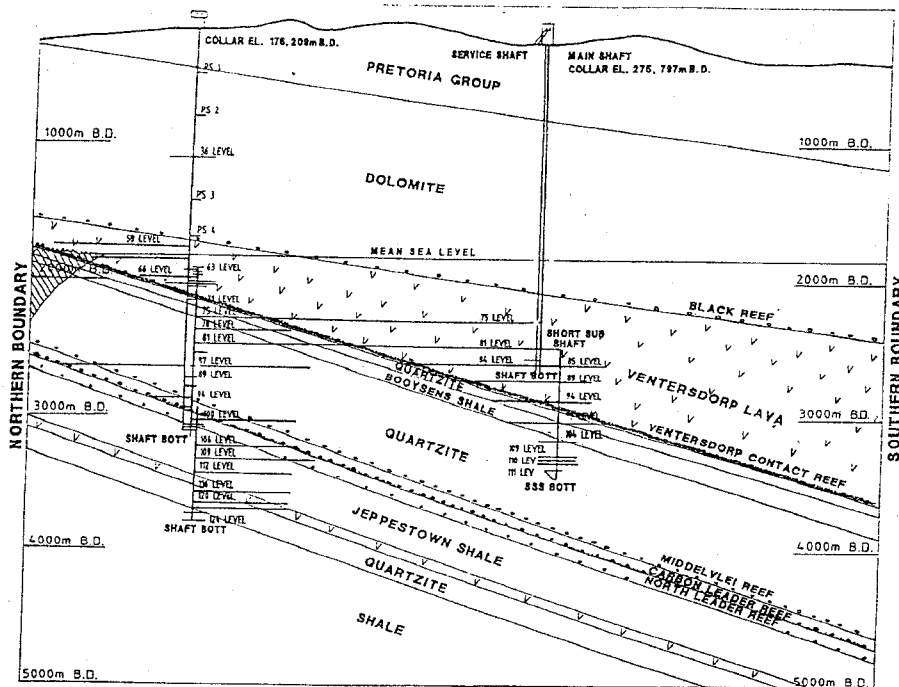 COLLAR EL. 176, 209m B.D.
SERVICE SHAFT
MAIN SHAFT
COLLAR EL. 275, 797m B.D.
PRETORIA GROUP
PS 1
PS 2
1000m B.D.
1000m B.D.
36 LEVEL
DOLOMITE
PS 3
PS 4
59 LEVEL
MEAN SEA LEVEL
66 LEVEL
63 LEVEL
2000m B.D.
BLACK REEF
75 LEVEL
75 LEVEL
78 LEVEL
81 LEVEL
SHORT SUB
SHAFT
81 LEVEL
84 LEVEL
85 LEVEL
SHAFT BOTT
89 LEVEL
87 LEVEL
89 LEVEL
94 LEVEL
94 LEVEL
QUARTZITE
BOOYSENS SHALE
VENTERSDORP LAVA
3000m B.D.
3000m B.D.
100 LEVEL
VENTERSDORP CONTACT REEF
NORTHERN BOUNDARY
SOUTHERN BOUNDARY
SHAFT BOTT
QUARTZITE
104 LEVEL
106 LEVEL
109 LEVEL
109 LEVEL
110 LEV
111 LEV
SSS BOTT
112 LEVEL
116 LEVEL
120 LEVEL
124 LEVEL
SHAFT BOTT
JEPPESTOWN SHALE
4000m B.D.
4000m B.D.
MIDDELVLEI REEF
CARBON LEADER REEF
NORTH LEADER REEF
QUARTZITE
SHALE
5000m B.D.
5000m B.D.